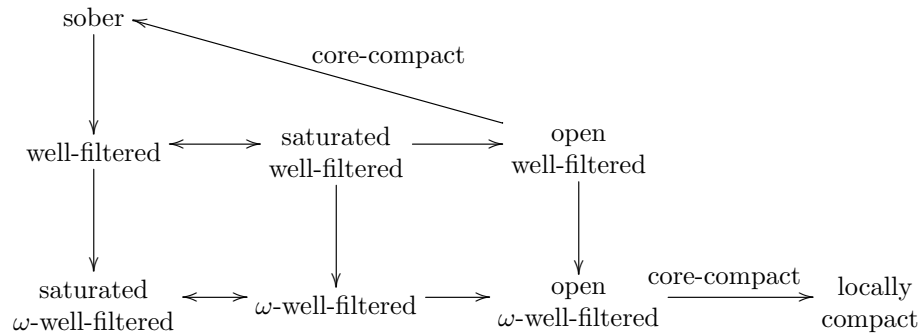 sober
core-compact
well-filtered
saturated
well-filtered
open
well-filtered
saturated
ω-well-filtered
ω-well-filtered
open
ω-well-filtered
core-compact
locally
compact